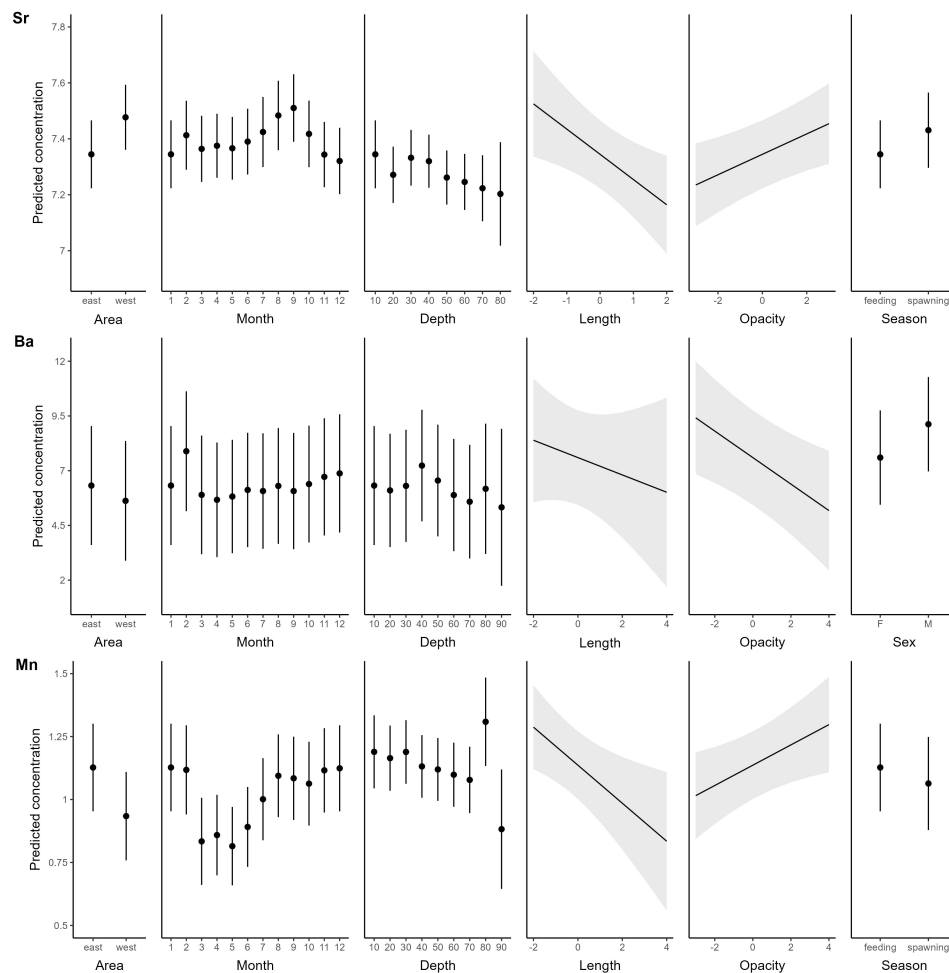 Sr
Predicted concentration
7.8
7.6
7.4
7.2
7
east west
Area
1 2 3 4 5 6 7 8 9 10 11 12
Month
10 20 30 40 50 60 70 80
Depth
-2 -1 0 1 2
Length
-2 0 2
Opacity
feeding spawning
Season
Ba
Predicted concentration
12
9.5
7
4.5
2
east west
Area
1 2 3 4 5 6 7 8 9 10 11 12
Month
10 20 30 40 50 60 70 80 90
Depth
-2 0 2 4
Length
-2 0 2 4
Opacity
F M
Sex
Mn
Predicted concentration
1.5
1.25
1
0.75
0.5
east west
Area
1 2 3 4 5 6 7 8 9 10 11 12
Month
10 20 30 40 50 60 70 80 90
Depth
-2 0 2 4
Length
-2 0 2 4
Opacity
feeding spawning
Season